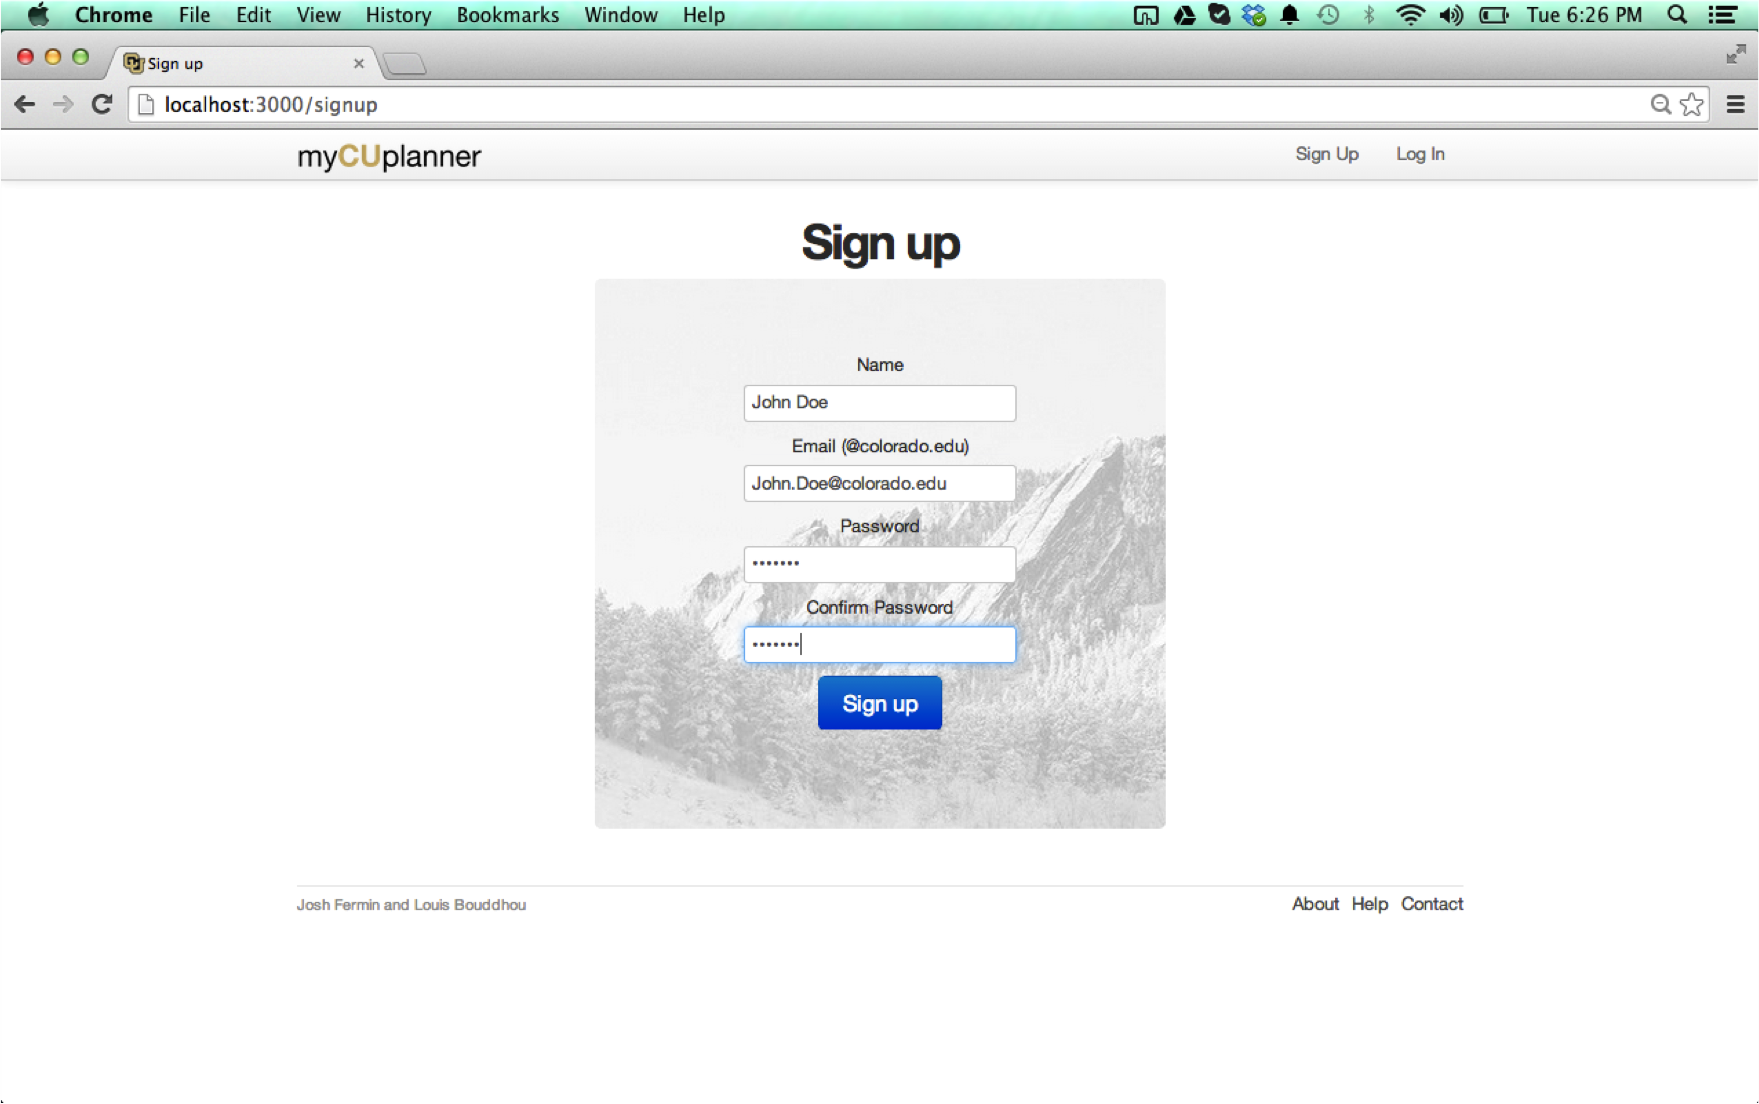 Chrome File Edit View History Bookmarks Window Help Tue 6:26 PM
Sign up
localhost:3000/signup
myCUplanner Sign Up Log In
Sign up
Name
John Doe
Email (@colorado.edu)
John.Doe@colorado.edu
Password
•••••••
Confirm Password
•••••••
Sign up
Josh Fermin and Louis Bouddhou About Help Contact